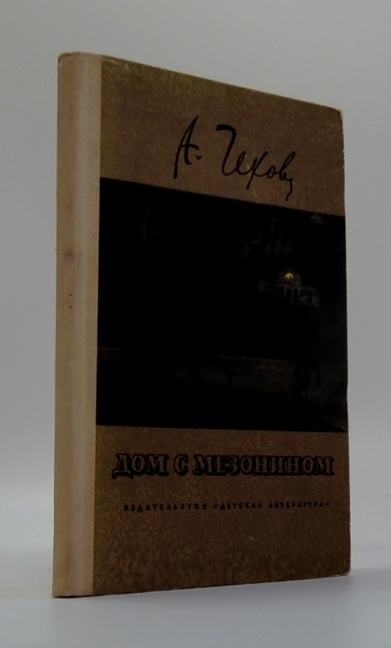 А. Чехов
ДОМ С МЕЗОНИНОМ
ИЗДАТЕЛЬСТВО «ДЕТСКАЯ ЛИТЕРАТУРА»